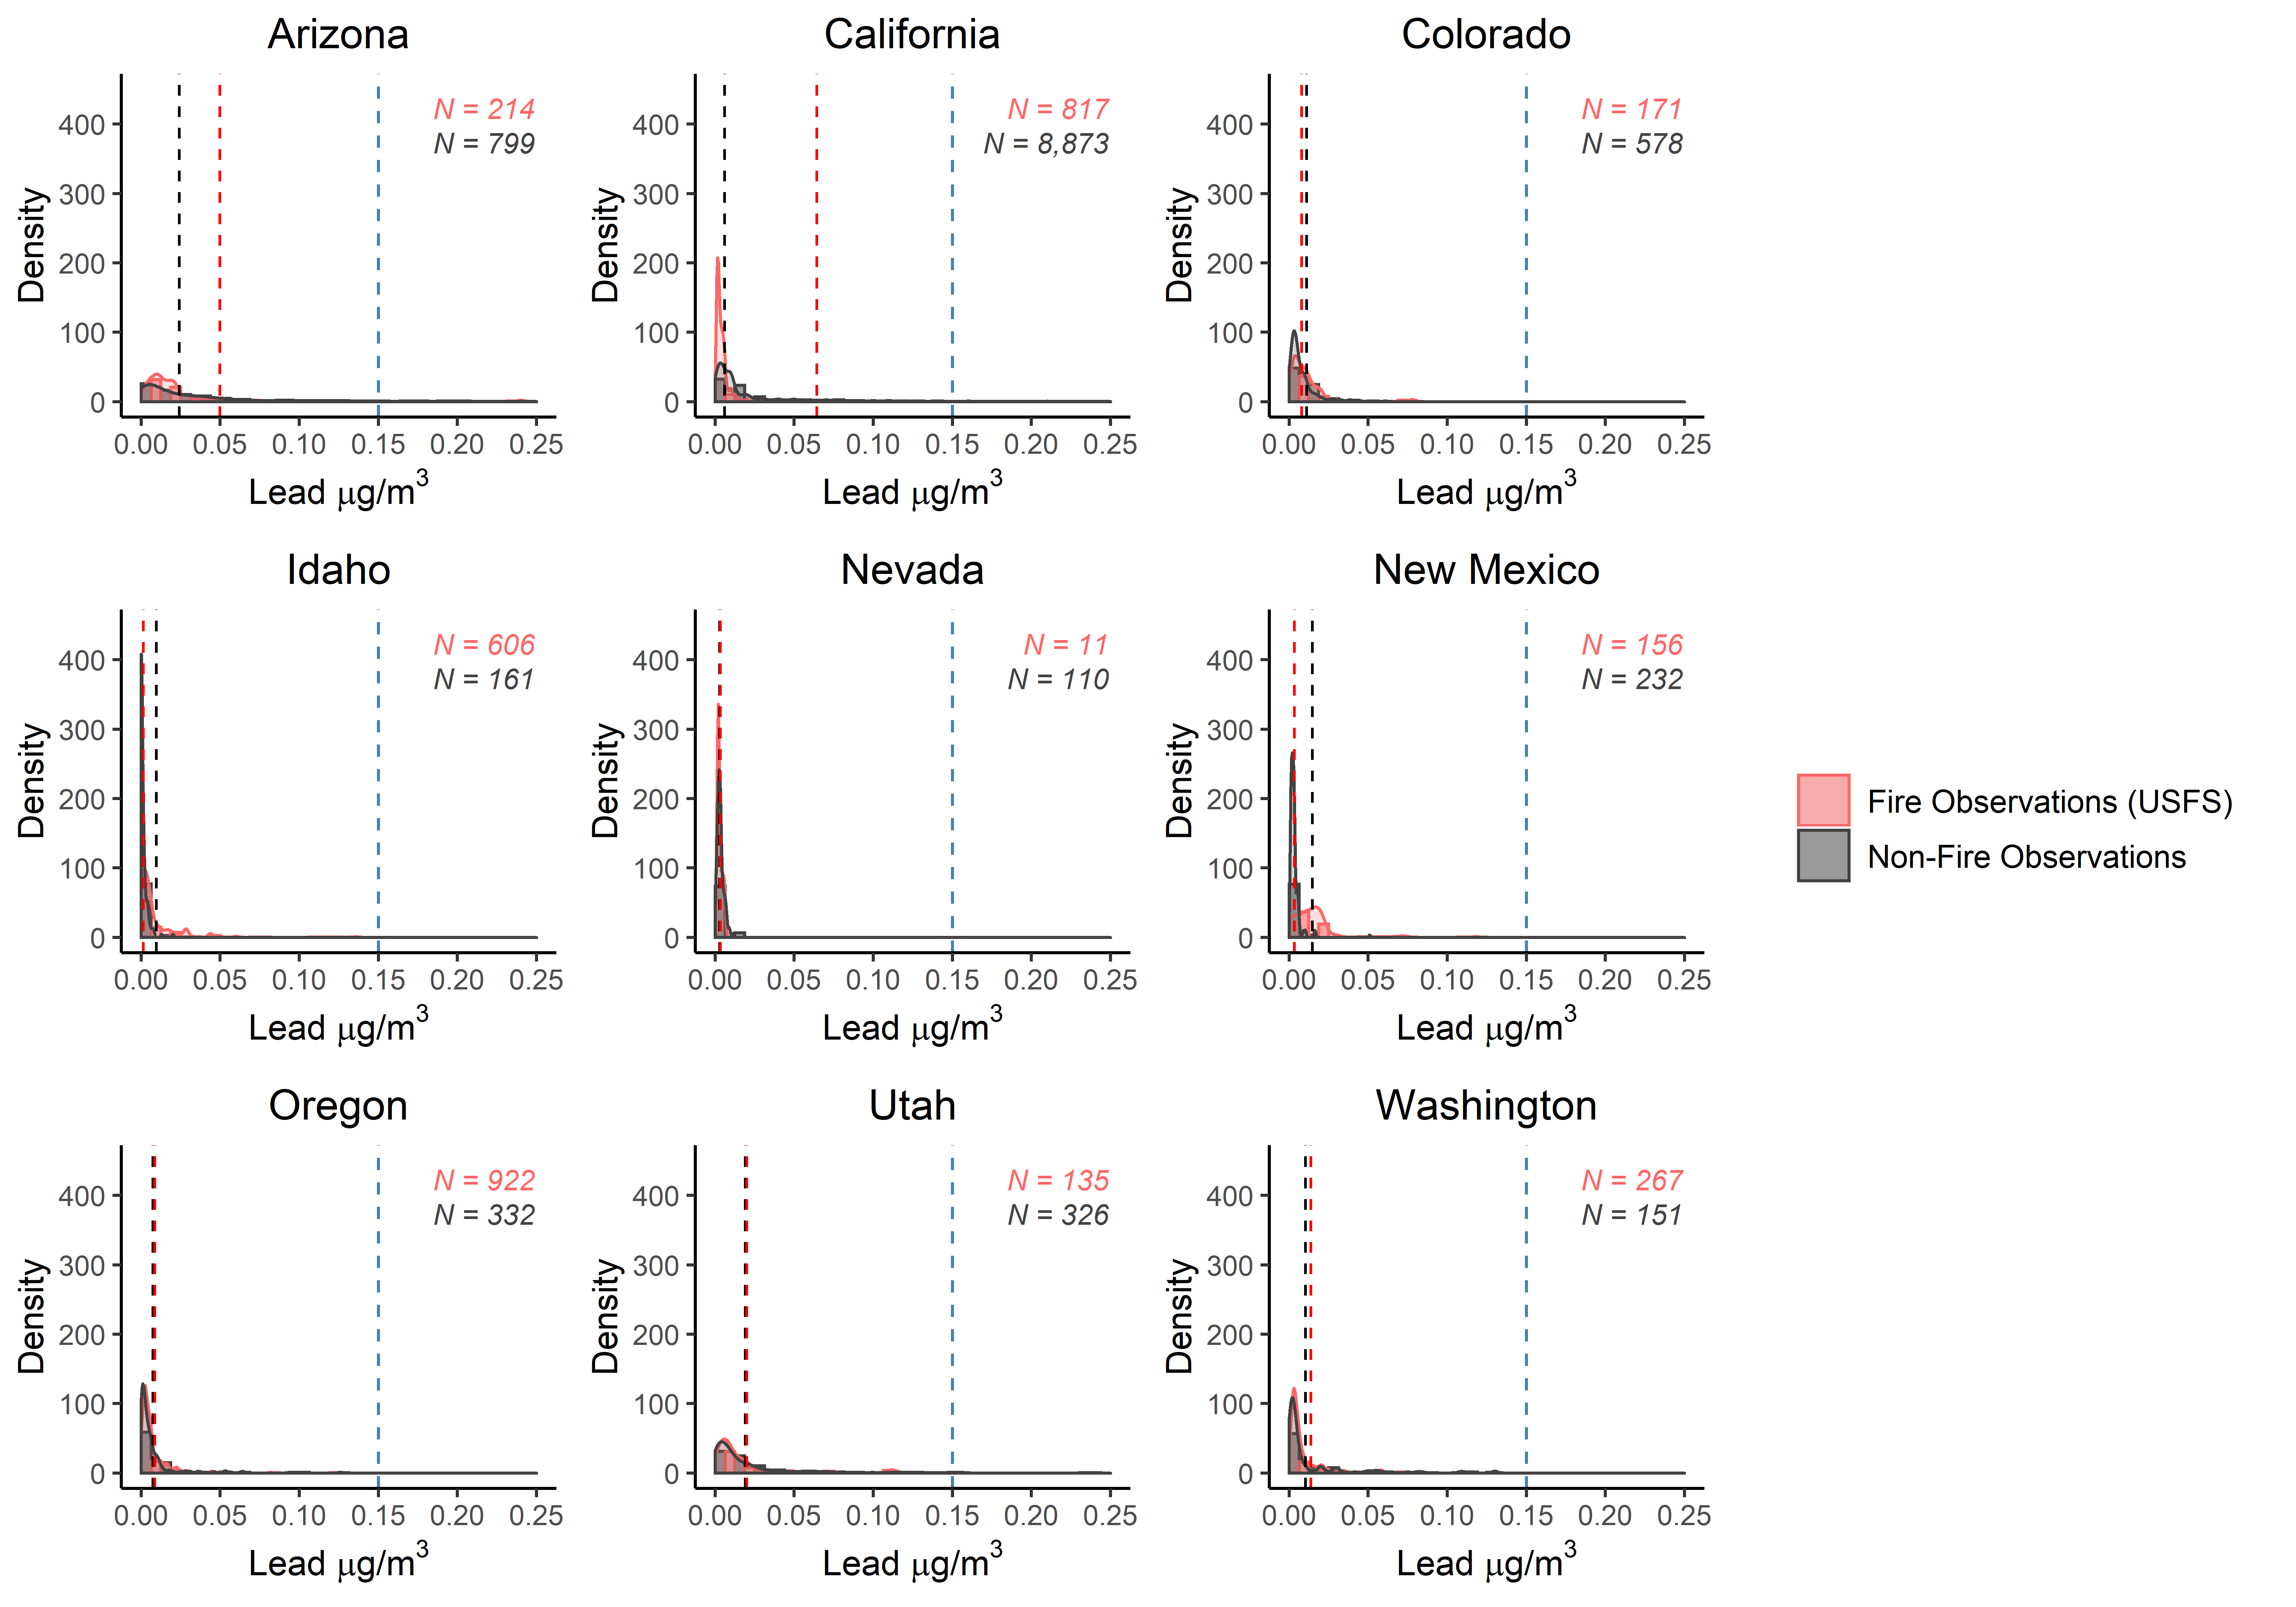 Arizona
Density
400
300
200
100
0
N = 214
N = 799
0.00 0.05 0.10 0.15 0.20 0.25
Lead μg/m³
California
Density
400
300
200
100
0
N = 817
N = 8,873
0.00 0.05 0.10 0.15 0.20 0.25
Lead μg/m³
Colorado
Density
400
300
200
100
0
N = 171
N = 578
0.00 0.05 0.10 0.15 0.20 0.25
Lead μg/m³
Idaho
Density
400
300
200
100
0
N = 606
N = 161
0.00 0.05 0.10 0.15 0.20 0.25
Lead μg/m³
Nevada
Density
400
300
200
100
0
N = 11
N = 110
0.00 0.05 0.10 0.15 0.20 0.25
Lead μg/m³
New Mexico
Density
400
300
200
100
0
N = 156
N = 232
0.00 0.05 0.10 0.15 0.20 0.25
Lead μg/m³
Fire Observations (USFS)
Non-Fire Observations
Oregon
Density
400
300
200
100
0
N = 922
N = 332
0.00 0.05 0.10 0.15 0.20 0.25
Lead μg/m³
Utah
Density
400
300
200
100
0
N = 135
N = 326
0.00 0.05 0.10 0.15 0.20 0.25
Lead μg/m³
Washington
Density
400
300
200
100
0
N = 267
N = 151
0.00 0.05 0.10 0.15 0.20 0.25
Lead μg/m³